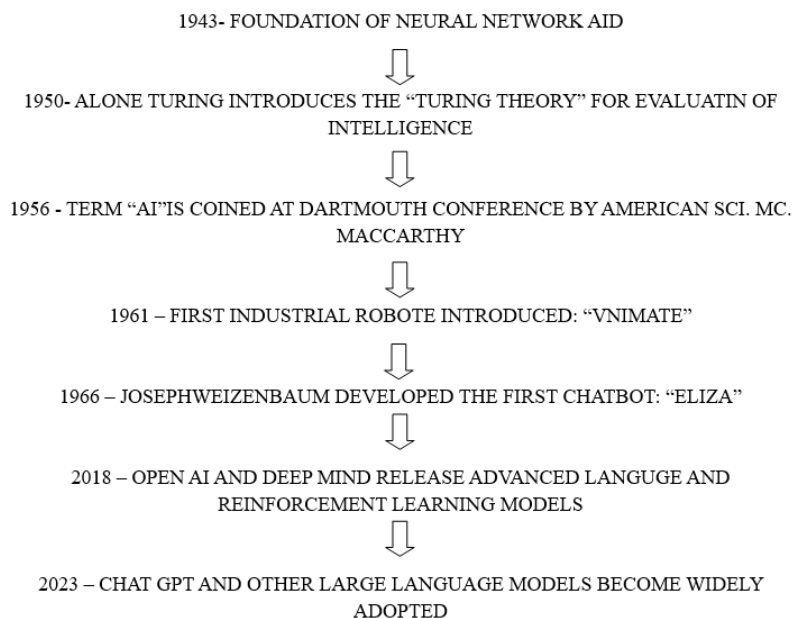 1943- FOUNDATION OF NEURAL NETWORK AID
1950- ALONE TURING INTRODUCES THE “TURING THEORY” FOR EVALUATIN OF
INTELLIGENCE
1956 - TERM “AI”IS COINED AT DARTMOUTH CONFERENCE BY AMERICAN SCI. MC.
MACCARTHY
1961 – FIRST INDUSTRIAL ROBOTE INTRODUCED: “VNIMATE”
1966 – JOSEPHWEIZENBAUM DEVELOPED THE FIRST CHATBOT: “ELIZA”
2018 – OPEN AI AND DEEP MIND RELEASE ADVANCED LANGUGE AND
REINFORCEMENT LEARNING MODELS
2023 – CHAT GPT AND OTHER LARGE LANGUAGE MODELS BECOME WIDELY
ADOPTED